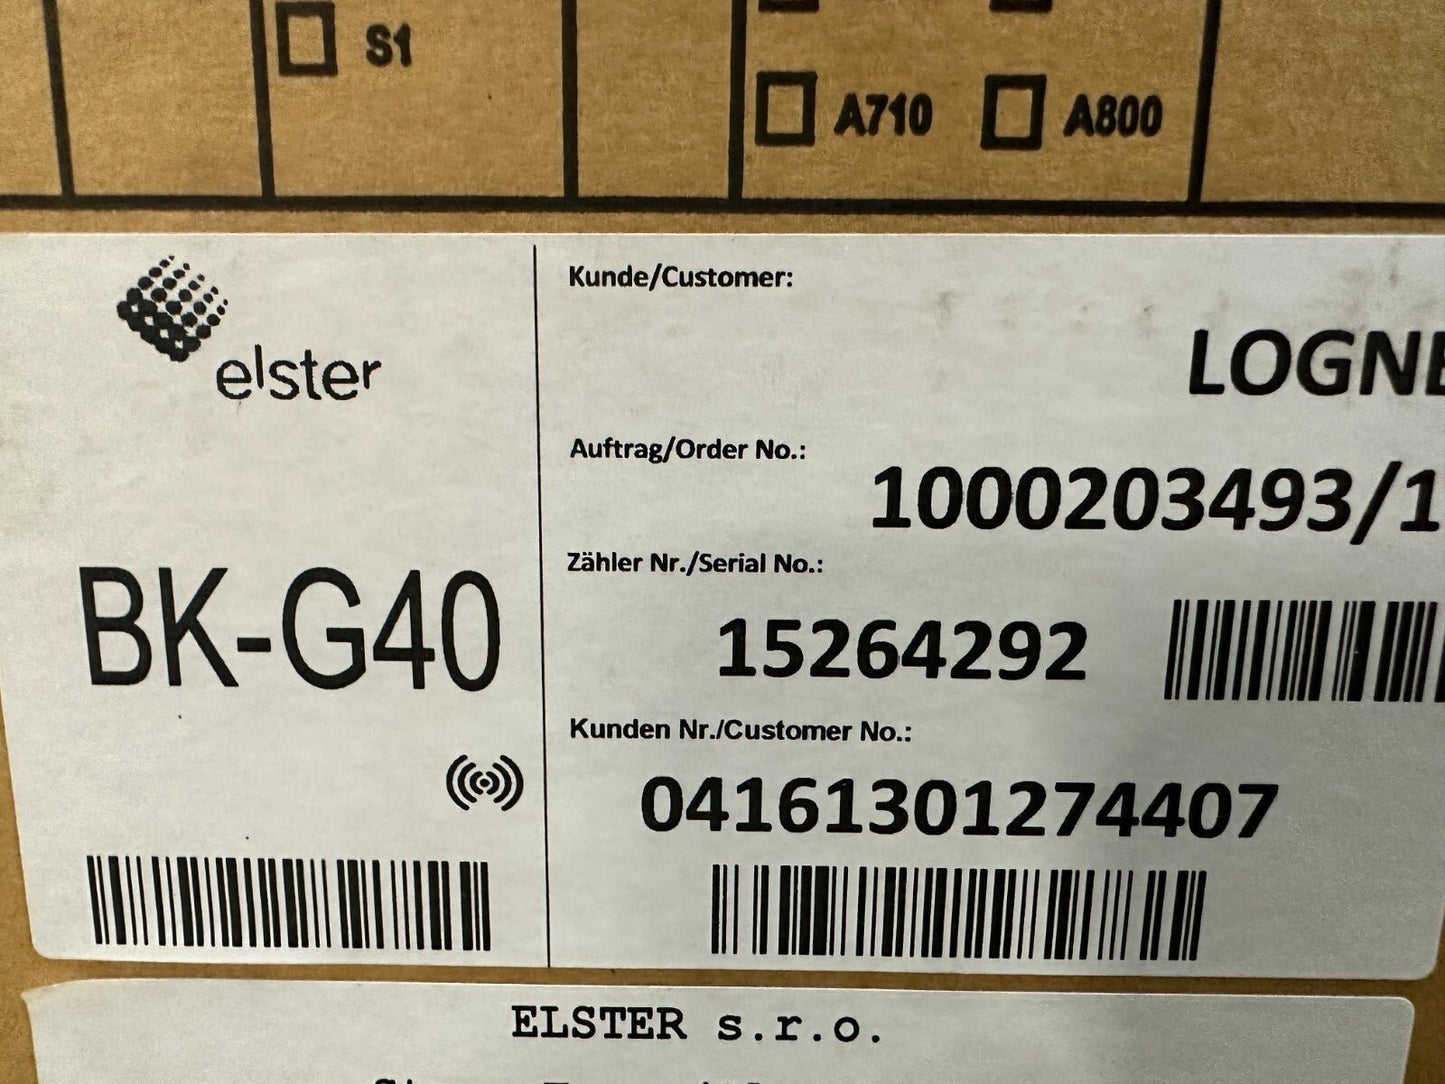 S1
A710 A800
elster
Kunde/Customer:
LOGNE
Auftrag/Order No.:
1000203493/1
BK-G40
Zähler Nr./Serial No.:
15264292
Kunden Nr./Customer No.:
04161301274407
ELSTER s.r.o.